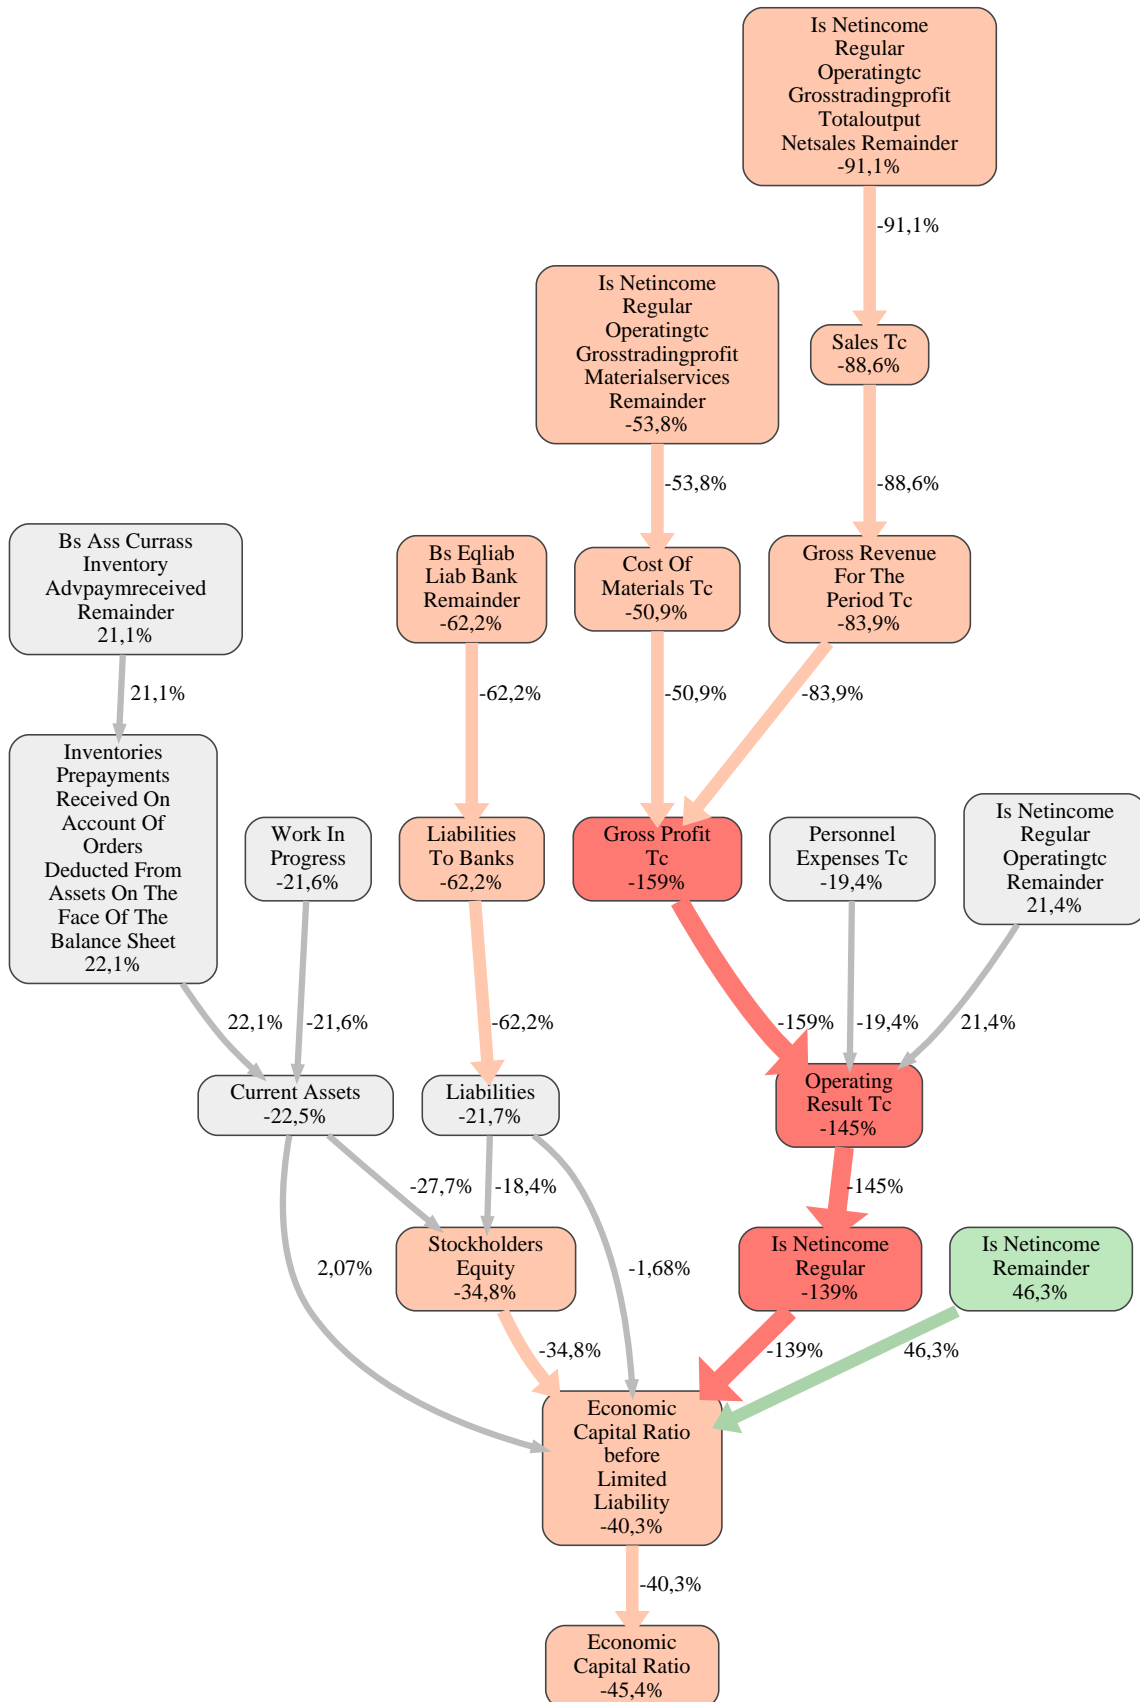 Is Netincome
Regular
Operatingtc
Grosstradingprofit
Totaloutput
Netsales Remainder
-91,1%
-91,1%
Is Netincome
Regular
Operatingtc
Grosstradingprofit
Materialservices
Remainder
-53,8%
Sales Tc
-88,6%
-53,8%
-88,6%
Bs Ass Currass
Inventory
Advpaymreceived
Remainder
21,1%
Bs Eqliab
Liab Bank
Remainder
-62,2%
Cost Of
Materials Tc
-50,9%
Gross Revenue
For The
Period Tc
-83,9%
21,1%
-62,2%
-50,9%
-83,9%
Inventories
Prepayments
Received On
Account Of
Orders
Deducted From
Assets On The
Face Of The
Balance Sheet
22,1%
Work In
Progress
-21,6%
Liabilities
To Banks
-62,2%
Gross Profit
Tc
-159%
Personnel
Expenses Tc
-19,4%
Is Netincome
Regular
Operatingtc
Remainder
21,4%
22,1%
-21,6%
-62,2%
-159%
-19,4%
21,4%
Current Assets
-22,5%
Liabilities
-21,7%
Operating
Result Tc
-145%
-27,7%
-18,4%
-145%
2,07%
Stockholders
Equity
-34,8%
-1,68%
Is Netincome
Regular
-139%
Is Netincome
Remainder
46,3%
-34,8%
-139%
46,3%
Economic
Capital Ratio
before
Limited
Liability
-40,3%
-40,3%
Economic
Capital Ratio
-45,4%